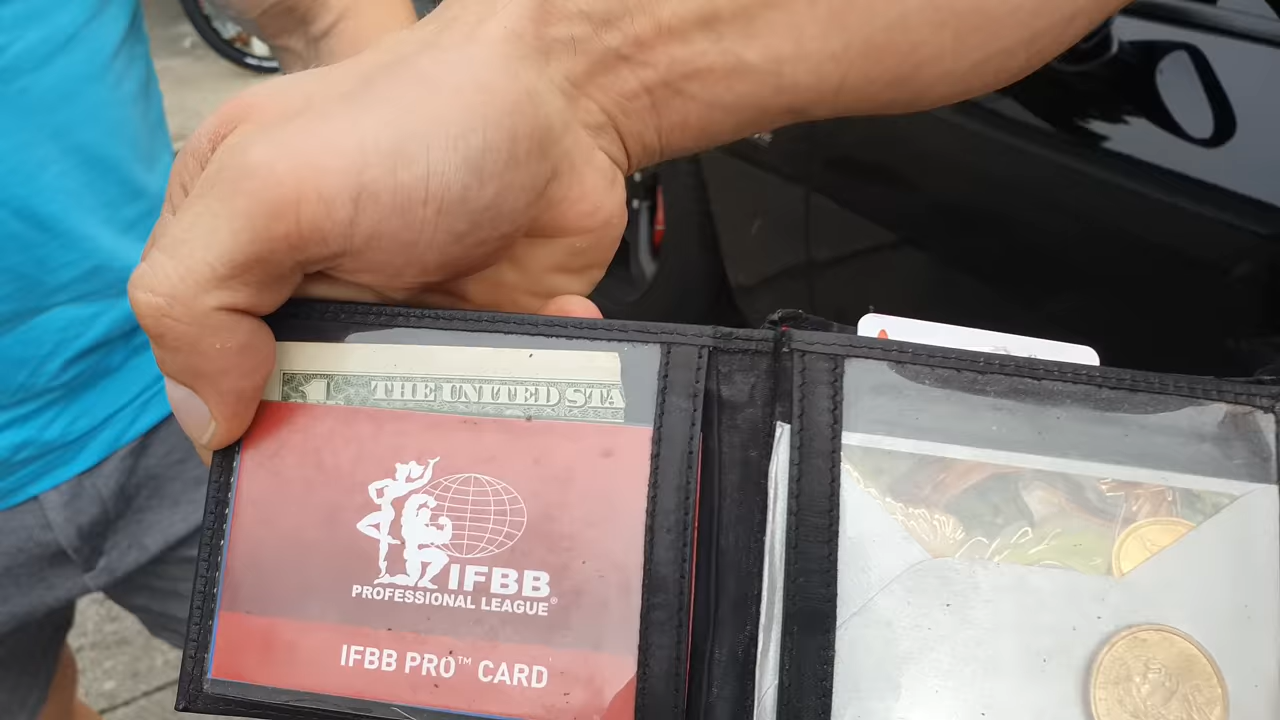 1 THE UNITED STA
IFBB
PROFESSIONAL LEAGUE®
IFBB PRO™ CARD